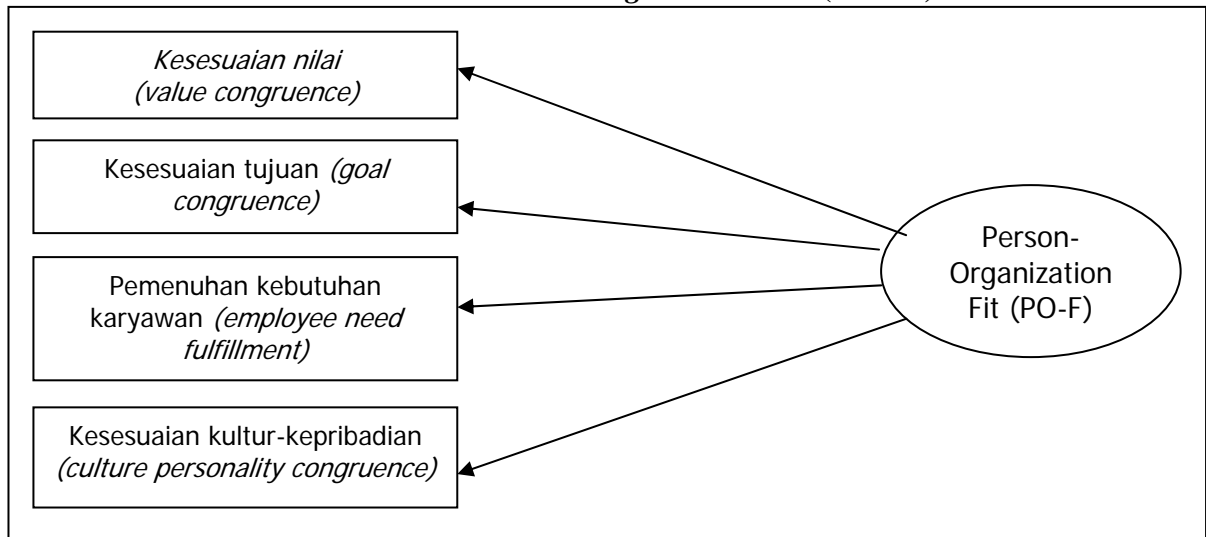 Kesesuaian nilai
(value congruence)
Kesesuaian tujuan (goal
congruence)
Pemenuhan kebutuhan
karyawan (employee need
fulfillment)
Kesesuaian kultur-kepribadian
(culture personality congruence)
Person-
Organization
Fit (PO-F)